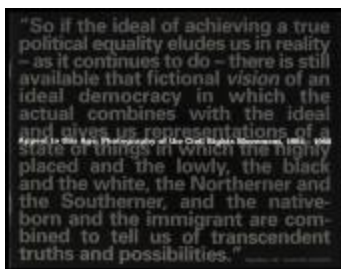 "So if the ideal of achieving a true
political equality eludes us in reality
– as it continues to do – there is still
available that fictional vision of an
ideal democracy in which the
actual combines with the ideal
and gives us representations of a
Appeal to this Age: Photography of the Civil Rights Movement, 1954 - 1968
state of things in which the highly
placed and the lowly, the black
and the white, the Northerner and
the Southerner, and the native-
born and the immigrant are com-
bined to tell us of transcendent
truths and possibilities."